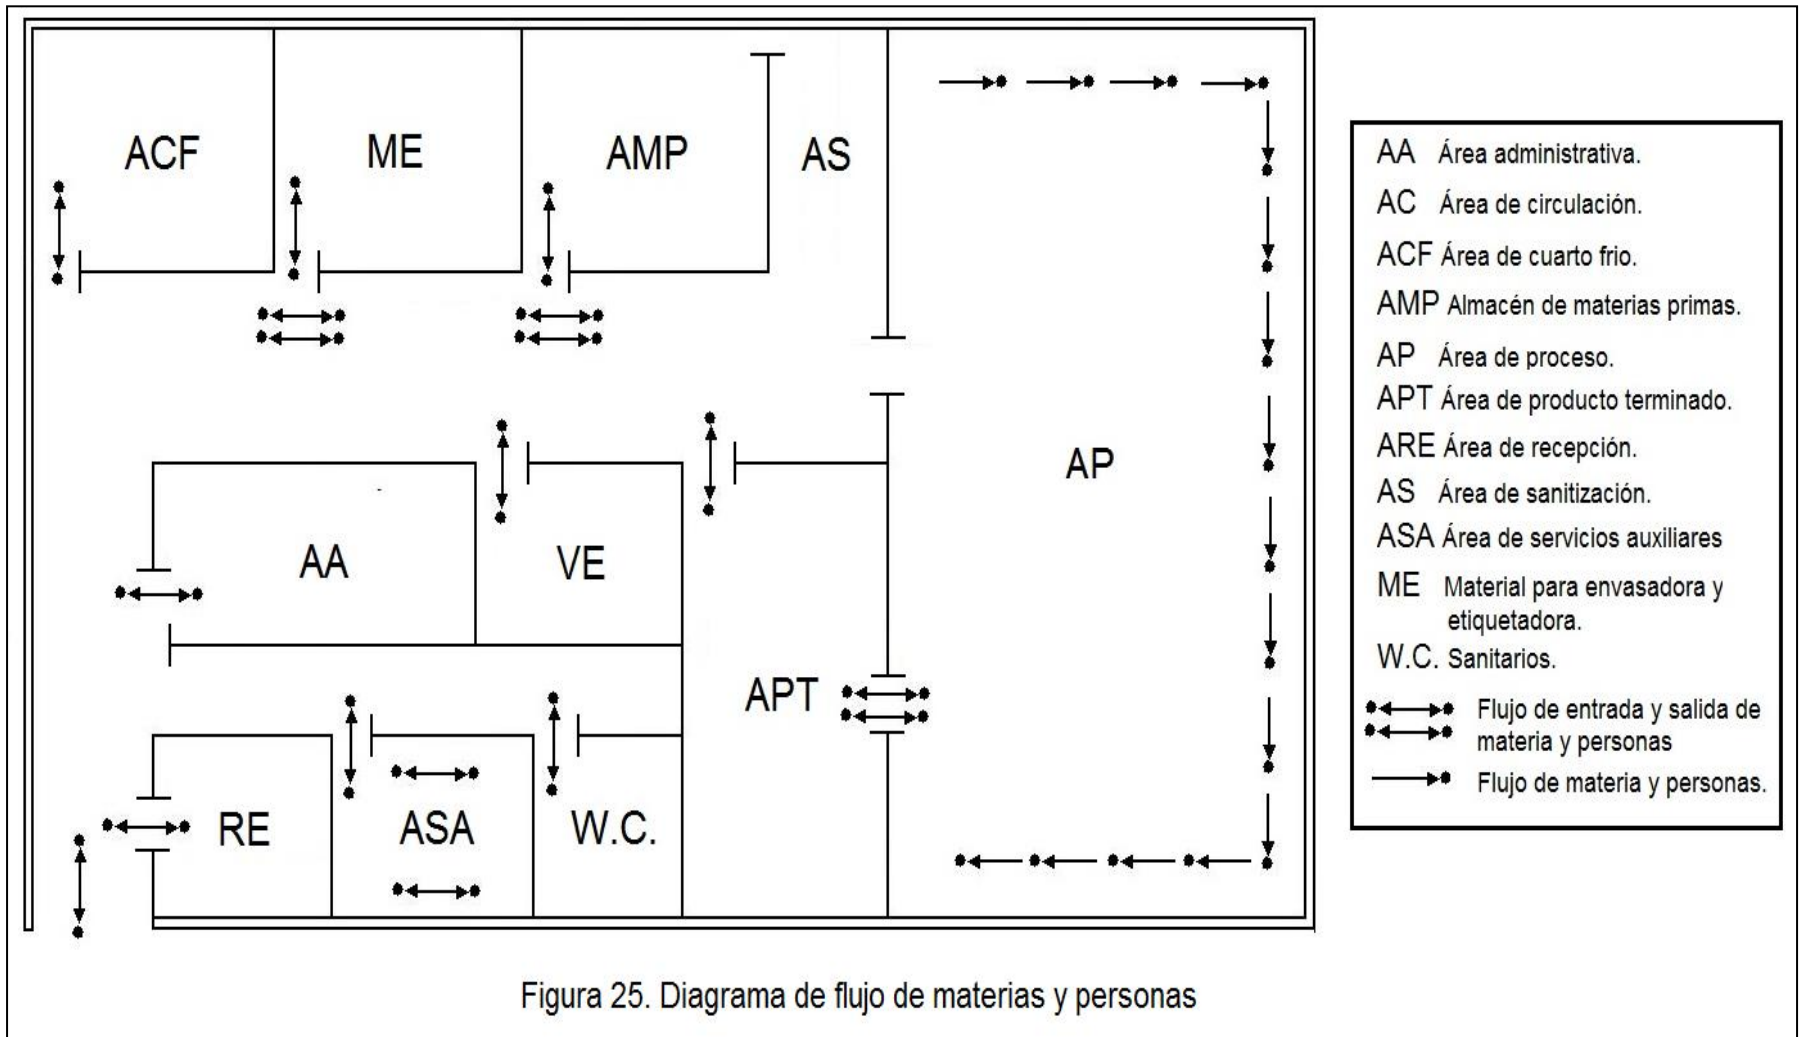 ACF
ME
AMP
AS
AP
AA
VE
APT
RE
ASA
W.C.
AA Área administrativa.
AC Área de circulación.
ACF Área de cuarto frio.
AMP Almacén de materias primas.
AP Área de proceso.
APT Área de producto terminado.
ARE Área de recepción.
AS Área de sanitización.
ASA Área de servicios auxiliares
ME Material para envasadora y
etiquetadora.
W.C. Sanitarios.
Flujo de entrada y salida de
materia y personas
Flujo de materia y personas.
Figura 25. Diagrama de flujo de materias y personas